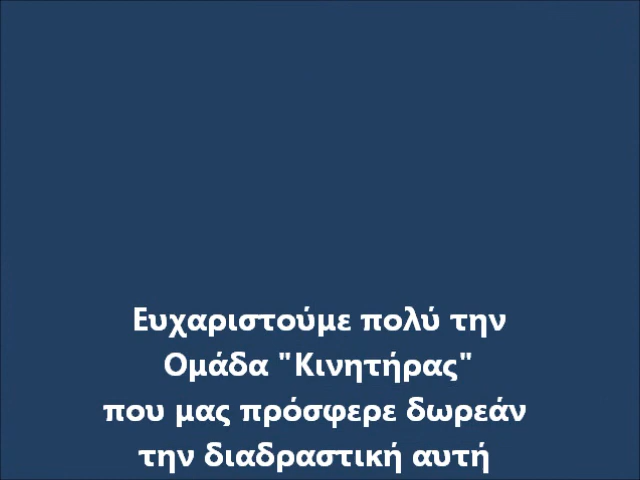 Ευχαριστούμε πολύ την
Ομάδα "Κινητήρας"
που μας πρόσφερε δωρεάν
την διαδραστική αυτή